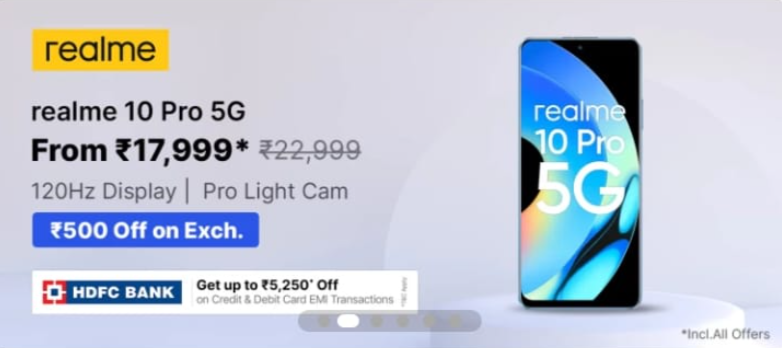 realme
realme 10 Pro 5G
From ₹17,999* ₹22,999
120Hz Display | Pro Light Cam
₹500 Off on Exch.
HDFC BANK
Get up to ₹5,250* Off
on Credit & Debit Card EMI Transactions
realme
10 Pro
5G
*Incl.All Offers